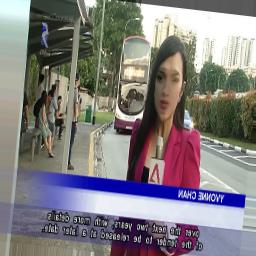 YVONNE CHAN
over the next two years, with more details
of the tender to be released at a later date.